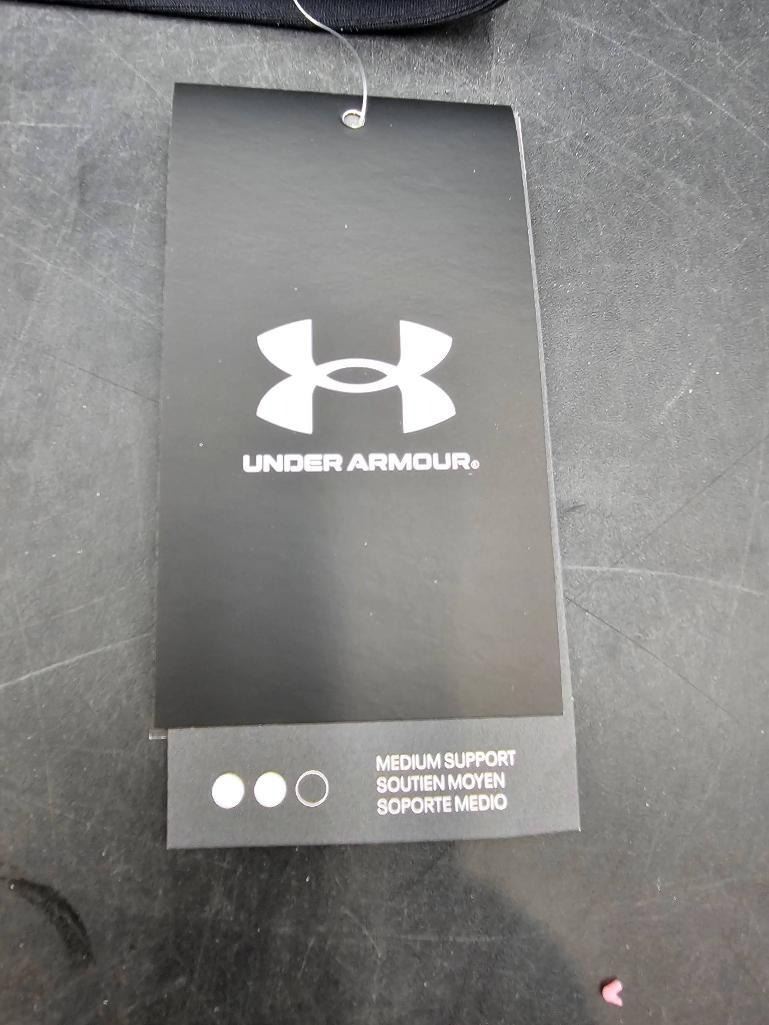 UNDER ARMOUR®
MEDIUM SUPPORT
SOUTIEN MOYEN
SOPORTE MEDIO